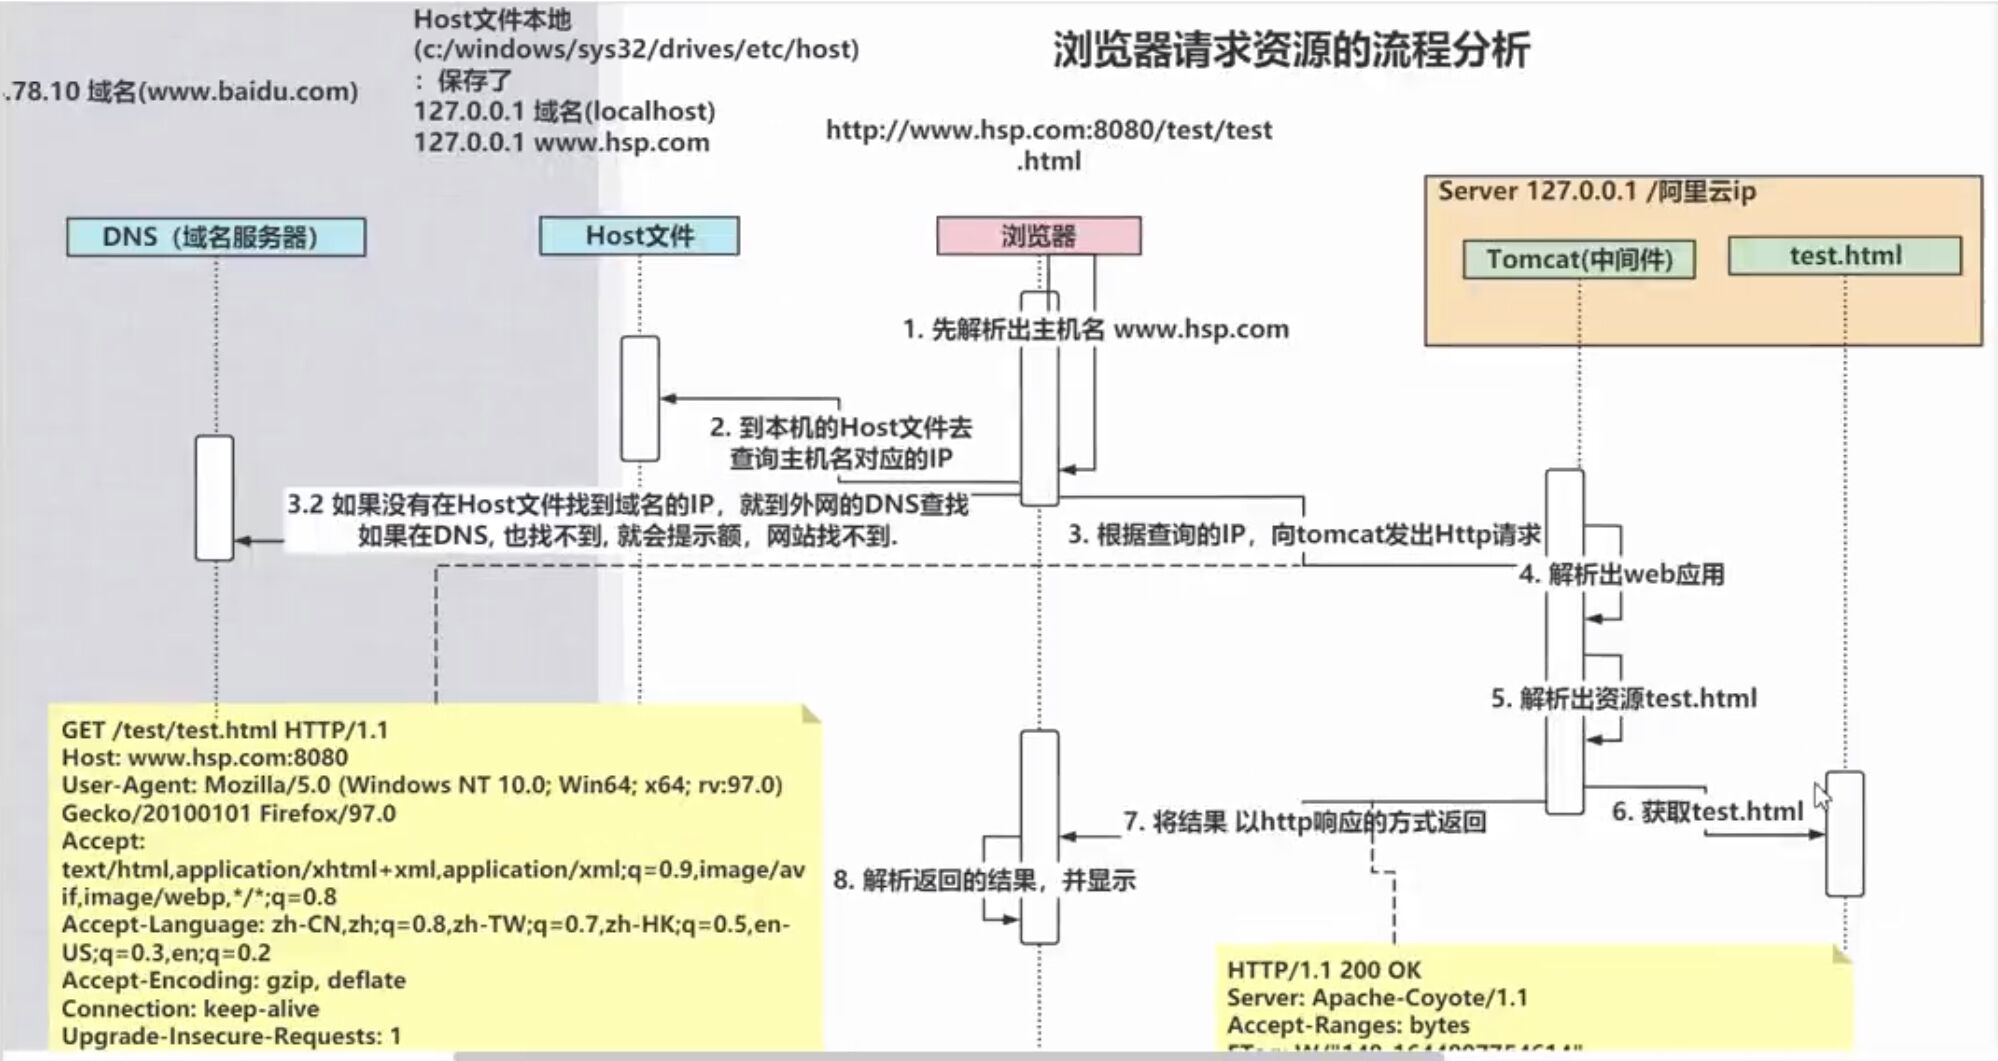 Host文件本地
(c:/windows/sys32/drives/etc/host)
：保存了
127.0.0.1 域名(localhost)
127.0.0.1 www.hsp.com
.78.10 域名(www.baidu.com)
浏览器请求资源的流程分析
http://www.hsp.com:8080/test/test
.html
Server 127.0.0.1 /阿里云ip
DNS（域名服务器）
Host文件
浏览器
Tomcat(中间件)
test.html
1. 先解析出主机名 www.hsp.com
2. 到本机的Host文件去
查询主机名对应的IP
3.2 如果没有在Host文件找到域名的IP，就到外网的DNS查找
如果在DNS, 也找不到, 就会提示额，网站找不到.
3. 根据查询的IP，向tomcat发出Http请求
4. 解析出web应用
5. 解析出资源test.html
6. 获取test.html
7. 将结果 以http响应的方式返回
8. 解析返回的结果，并显示
GET /test/test.html HTTP/1.1
Host: www.hsp.com:8080
User-Agent: Mozilla/5.0 (Windows NT 10.0; Win64; x64; rv:97.0)
Gecko/20100101 Firefox/97.0
Accept:
text/html,application/xhtml+xml,application/xml;q=0.9,image/av
if,image/webp,*/*;q=0.8
Accept-Language: zh-CN,zh;q=0.8,zh-TW;q=0.7,zh-HK;q=0.5,en-
US;q=0.3,en;q=0.2
Accept-Encoding: gzip, deflate
Connection: keep-alive
Upgrade-Insecure-Requests: 1
HTTP/1.1 200 OK
Server: Apache-Coyote/1.1
Accept-Ranges: bytes